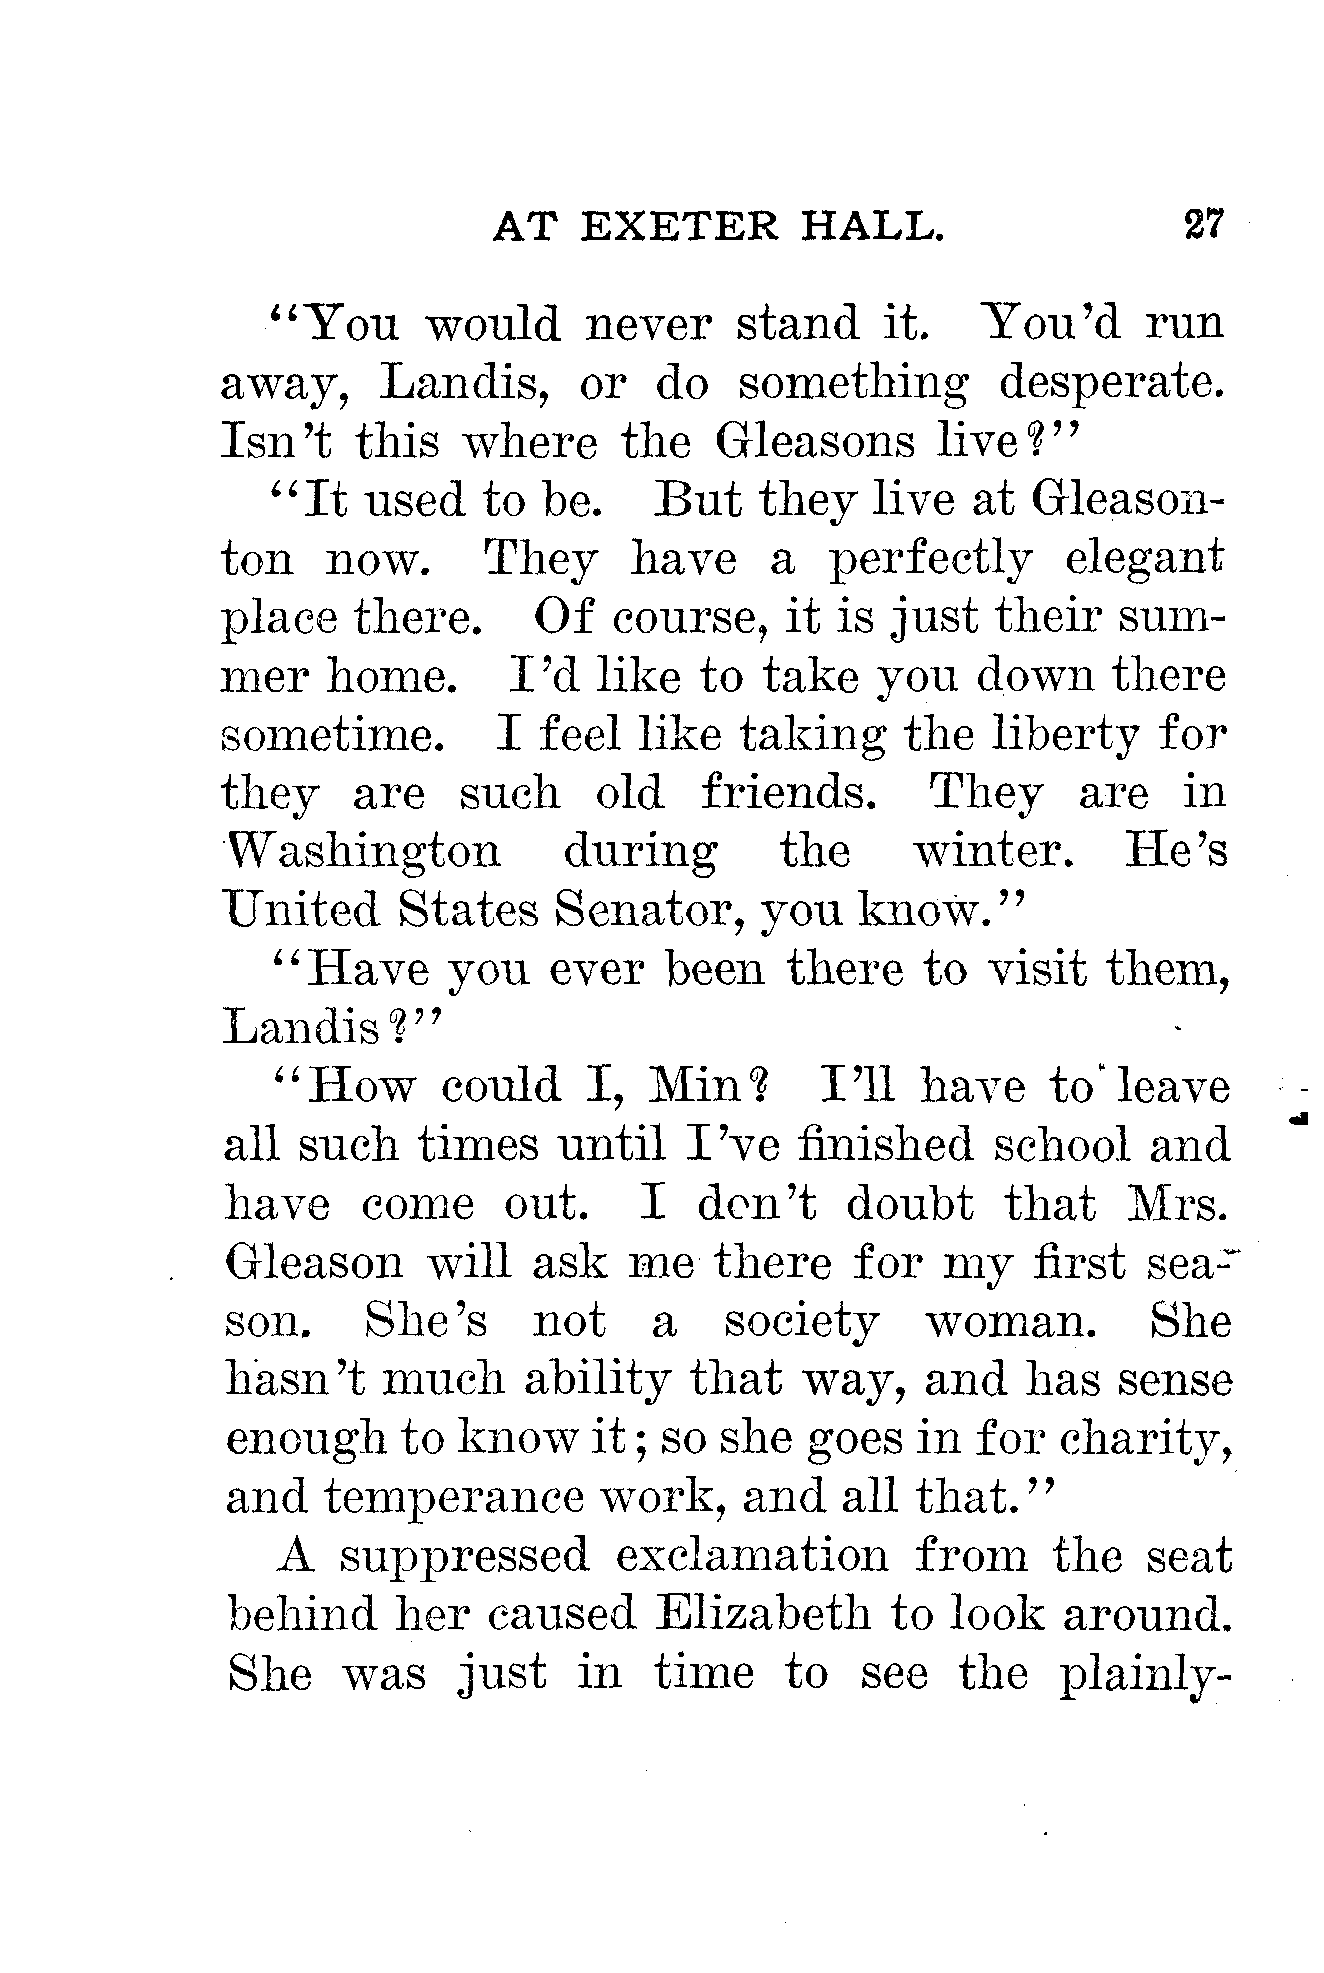 AT EXETER HALL. 27
“You would never stand it. You’d run
away, Landis, or do something desperate.
Isn’t this where the Gleasons live?”
“It used to be. But they live at Gleason-
ton now. They have a perfectly elegant
place there. Of course, it is just their sum-
mer home. I’d like to take you down there
sometime. I feel like taking the liberty for
they are such old friends. They are in
Washington during the winter. He’s
United States Senator, you know.”
“Have you ever been there to visit them,
Landis?”
“How could I, Min? I’ll have to leave
all such times until I’ve finished school and
have come out. I don’t doubt that Mrs.
Gleason will ask me there for my first sea-
son. She’s not a society woman. She
hasn’t much ability that way, and has sense
enough to know it; so she goes in for charity,
and temperance work, and all that.”
A suppressed exclamation from the seat
behind her caused Elizabeth to look around.
She was just in time to see the plainly-